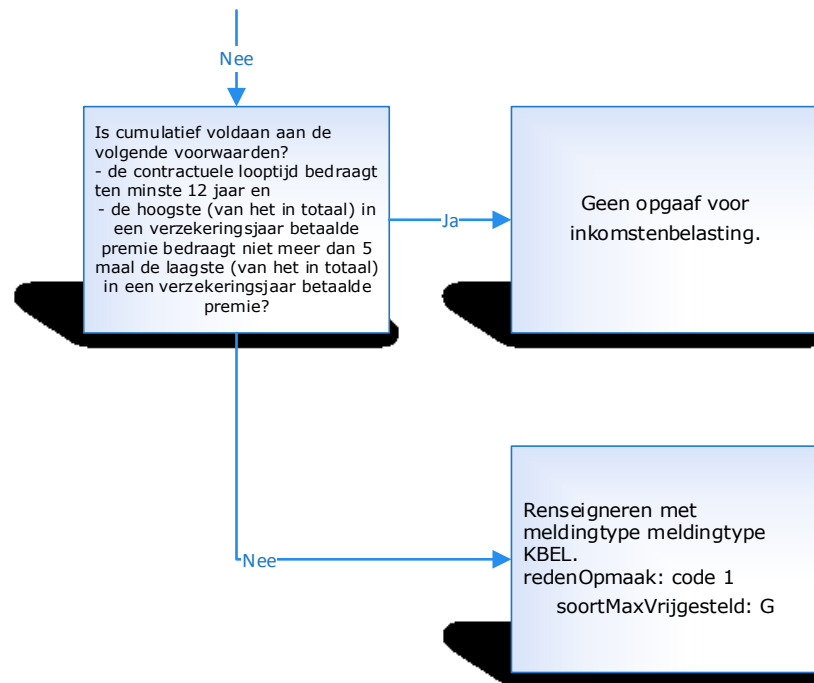 Nee
Is cumulatief voldaan aan de
volgende voorwaarden?
- de contractuele looptijd bedraagt
ten minste 12 jaar en
- de hoogste (van het in totaal) in
een verzekeringsjaar betaalde
premie bedraagt niet meer dan 5
maal de laagste (van het in totaal)
in een verzekeringsjaar betaalde
premie?
Ja
Geen opgaaf voor
inkomstenbelasting.
Nee
Renseigneren met
meldingtype meldingtype
KBEL.
redenOpmaak: code 1
soortMaxVrijgesteld: G